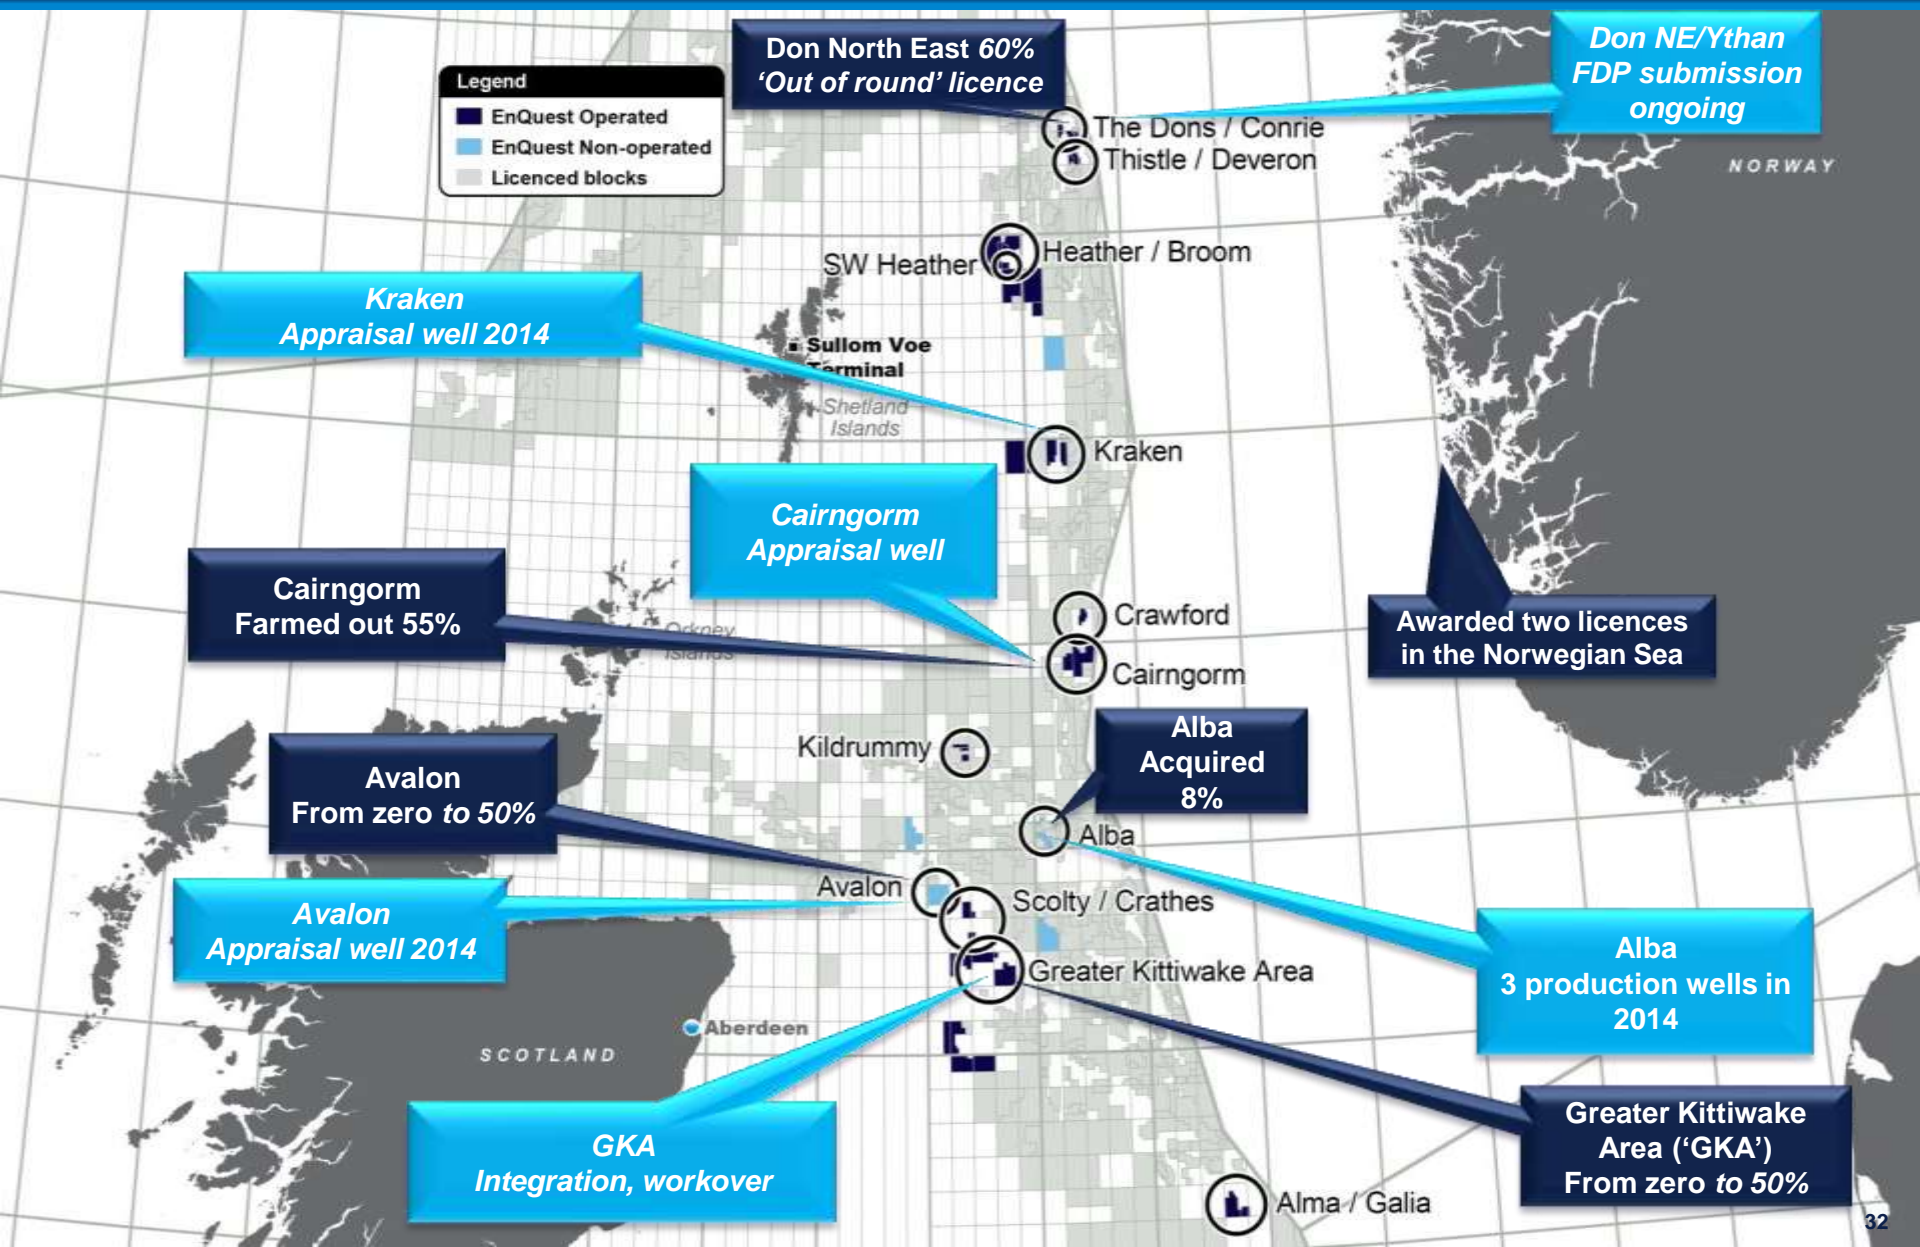 Don North East 60%
‘Out of round’ licence
Don NE/Ythan
FDP submission
ongoing
Legend
EnQuest Operated
EnQuest Non-operated
Licenced blocks
The Dons / Conrie
Thistle / Deveron
NORWAY
Heather / Broom
SW Heather
Kraken
Appraisal well 2014
Sullom Voe
Terminal
Shetland
Islands
Kraken
Cairngorm
Appraisal well
Cairngorm
Farmed out 55%
Orkney
Islands
Crawford
Cairngorm
Awarded two licences
in the Norwegian Sea
Alba
Acquired
8%
Kildrummy
Avalon
From zero to 50%
Alba
Avalon
Scolty / Crathes
Avalon
Appraisal well 2014
Alba
3 production wells in
2014
Greater Kittiwake Area
Aberdeen
SCOTLAND
GKA
Integration, workover
Greater Kittiwake
Area (‘GKA’)
From zero to 50%
Alma / Galia
32